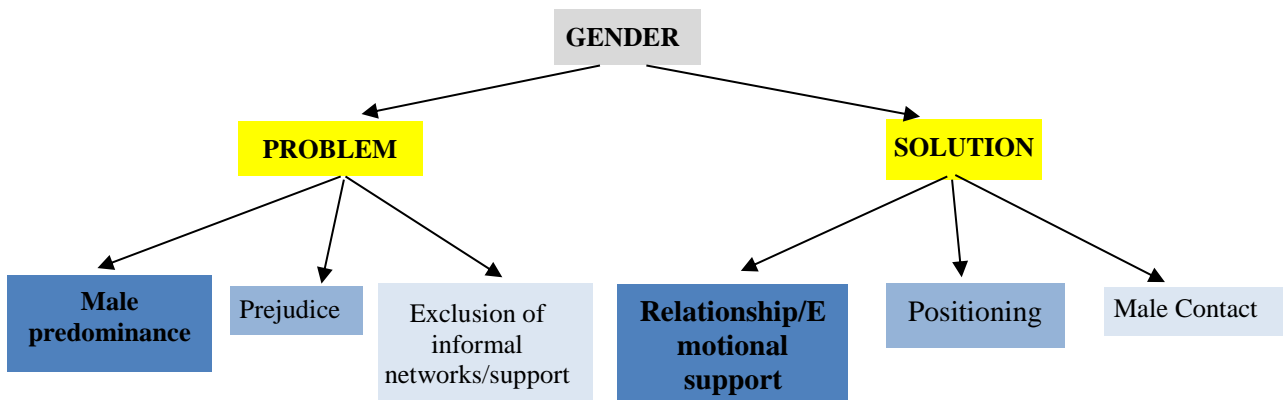 GENDER
PROBLEM
SOLUTION
Male
predominance
Prejudice
Exclusion of
informal
networks/support
Relationship/E
motional
support
Positioning
Male Contact